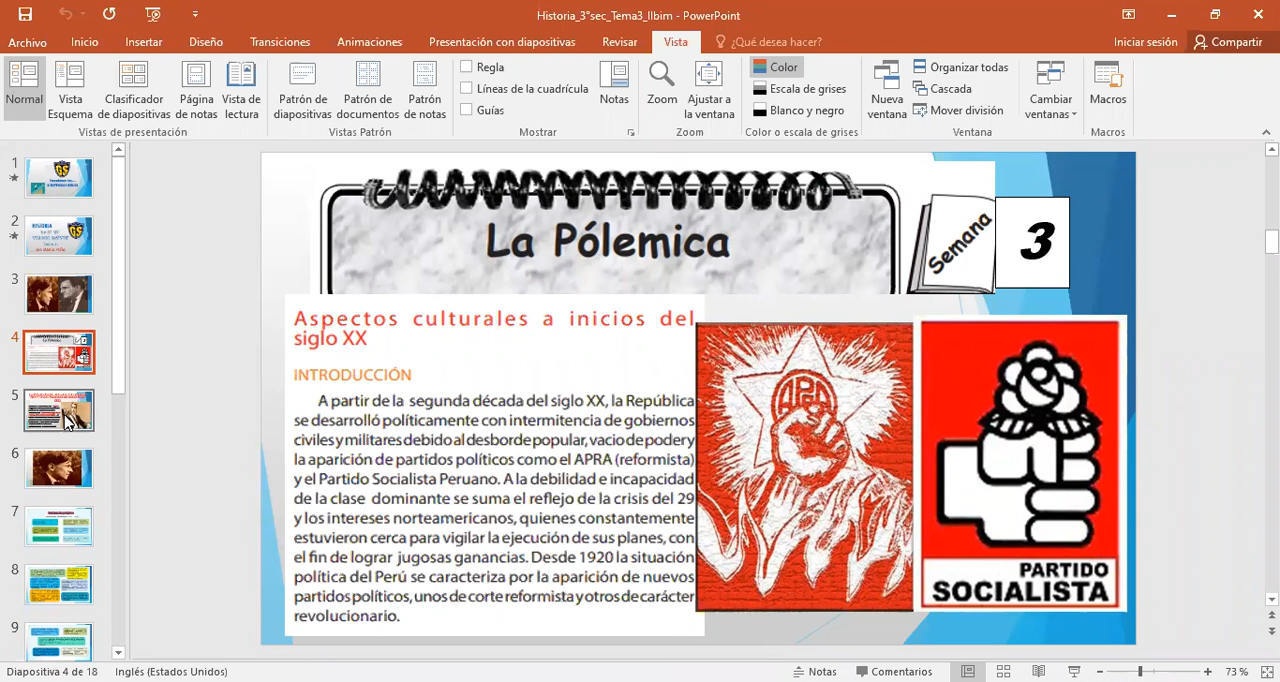 Historia_3°sec_Tema3_IIbim - PowerPoint
Archivo Inicio Insertar Diseño Transiciones Animaciones Presentación con diapositivas Revisar Vista ¿Qué desea hacer? Iniciar sesión Compartir
Normal
Vista Esquema
Clasificador de diapositivas
Página de notas
Vista de lectura
Vistas de presentación
Patrón de diapositivas
Patrón de documentos
Patrón de notas
Vistas Patrón
Regla
Líneas de la cuadrícula
Guías
Mostrar
Notas
Zoom
Ajustar a la ventana
Zoom
Color
Escala de grises
Blanco y negro
Color o escala de grises
Nueva ventana
Organizar todas
Cascada
Mover división
Ventana
Cambiar ventanas
Macros
Macros
1
2
3
4
5
6
7
8
9
La Pólemica
Semana
3
Aspectos culturales a inicios del
siglo XX
INTRODUCCIÓN
A partir de la segunda década del siglo XX, la República
se desarrolló políticamente con intermitencia de gobiernos
civiles y militares debido al desborde popular, vacio de poder y
la aparición de partidos políticos como el APRA (reformista)
y el Partido Socialista Peruano. A la debilidad e incapacidad
de la clase dominante se suma el reflejo de la crisis del 29
y los intereses norteamericanos, quienes constantemente
estuvieron cerca para vigilar la ejecución de sus planes, con
el fin de lograr jugosas ganancias. Desde 1920 la situación
política del Perú se caracteriza por la aparición de nuevos
partidos políticos, unos de corte reformista y otros de carácter
revolucionario.
APRA
PARTIDO
SOCIALISTA
Diapositiva 4 de 18 Inglés (Estados Unidos) Notas Comentarios 73 %